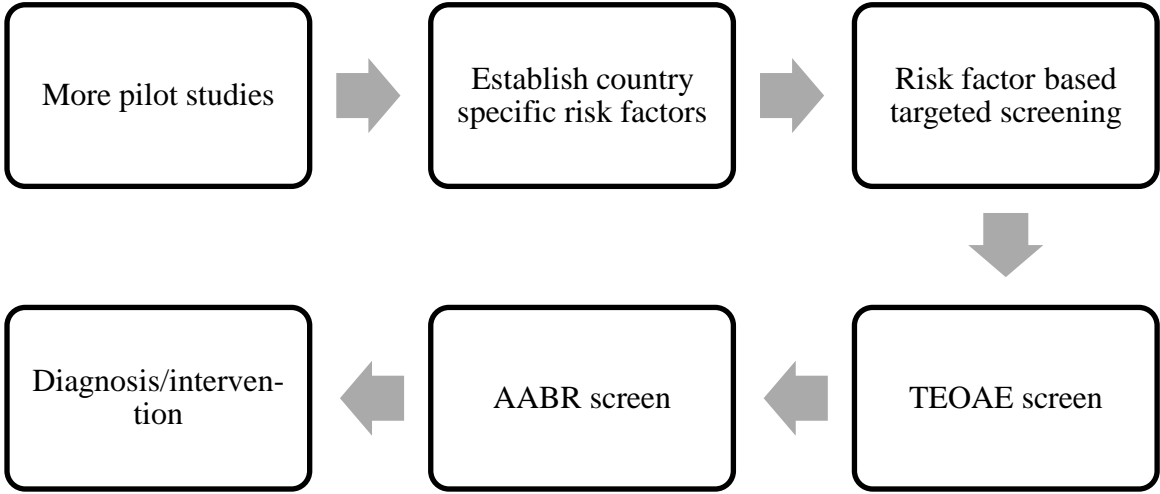 More pilot studies
Establish country
specific risk factors
Risk factor based
targeted screening
Diagnosis/interven-
tion
AABR screen
TEOAE screen